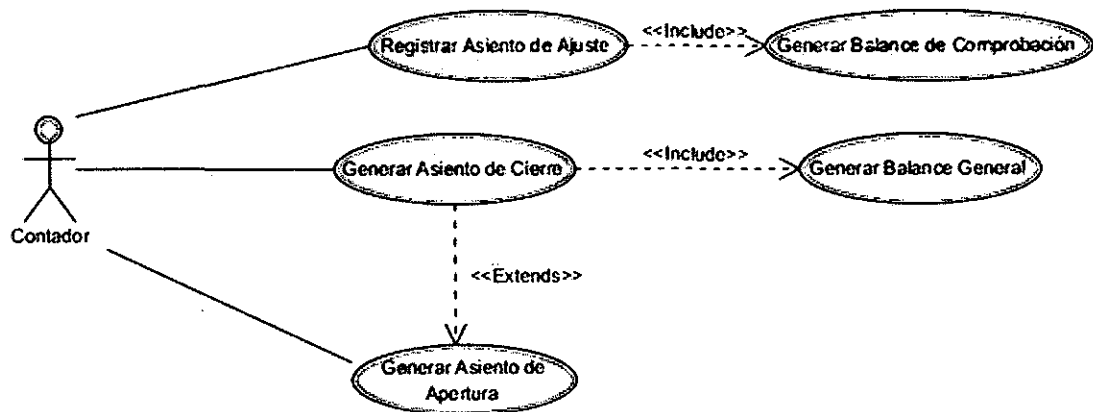 Registrar Asiento de Ajuste
<<Include>>
Generar Balance de Comprobación
Generar Asiento de Cierre
<<Include>>
Generar Balance General
Contador
<<Extends>>
Generar Asiento de
Apertura